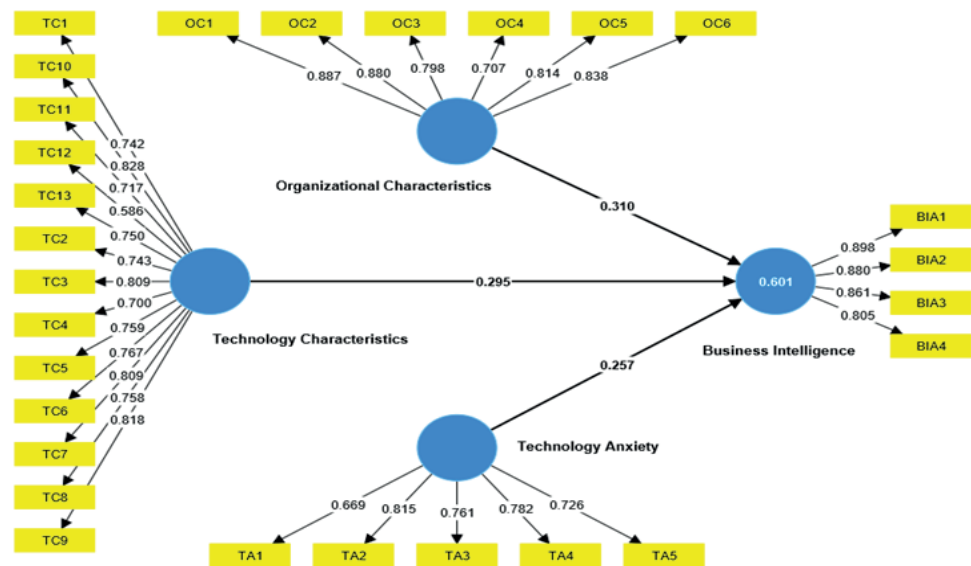 TC1
TC10
TC11
TC12
TC13
TC2
TC3
TC4
TC5
TC6
TC7
TC8
TC9
0.742
0.828
0.717
0.586
0.750
0.743
0.809
0.700
0.759
0.767
0.809
0.758
0.818
Technology Characteristics
OC1
OC2
OC3
OC4
OC5
OC6
0.887
0.880
0.798
0.707
0.814
0.838
Organizational Characteristics
0.310
0.295
0.257
0.601
Business Intelligence
0.898
0.880
0.861
0.805
BIA1
BIA2
BIA3
BIA4
Technology Anxiety
0.669
0.815
0.761
0.782
0.726
TA1
TA2
TA3
TA4
TA5